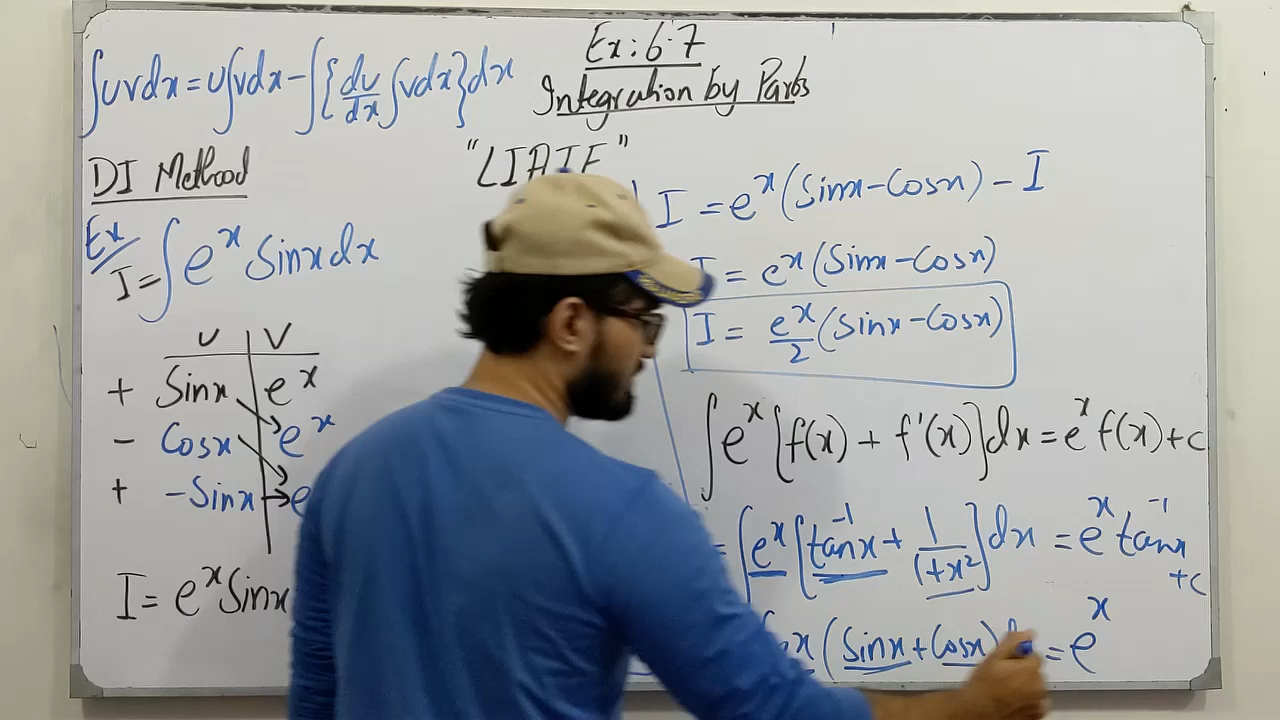 ∫uvdx = u∫vdx − ∫{du/dx ∫vdx}dx
Ex: 6.7
Integration by Parts
DI Method
"LIATE"
Ex
I = ∫e^x Sinx dx
U | V
+ Sinx e^x
− Cosx e^x
+ −Sinx → e
I = e^x Sinx
I = e^x(Sinx − Cosx) − I
I = e^x(Sinx − Cosx)
I = e^x/2 (Sinx − Cosx)
∫e^x [f(x) + f'(x)]dx = e^x f(x) + c
= ∫e^x [tan^-1 x + 1/(1+x^2)]dx = e^x tan^-1 x
+c
x (Sinx + Cosx) = e^x